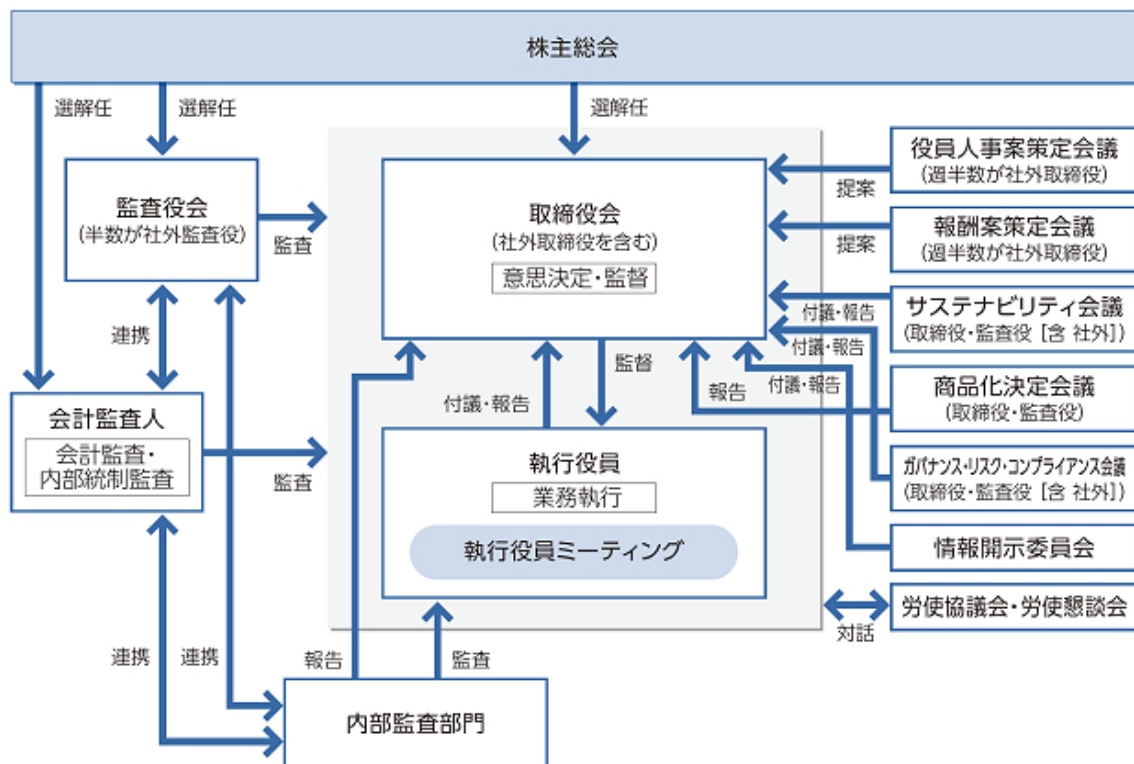 株主総会
選解任
選解任
選解任
監査役会
(半数が社外監査役)
監査
取締役会
(社外取締役を含む)
意思決定・監督
役員人事案策定会議
(過半数が社外取締役)
提案
報酬案策定会議
(過半数が社外取締役)
提案
サステナビリティ会議
(取締役・監査役 [含 社外])
付議・報告
付議・報告
連携
付議・報告
監督
報告
付議・報告
商品化決定会議
(取締役・監査役)
会計監査人
会計監査・
内部統制監査
監査
執行役員
業務執行
執行役員ミーティング
ガバナンス・リスク・コンプライアンス会議
(取締役・監査役 [含 社外])
情報開示委員会
労使協議会・労使懇談会
対話
連携
連携
報告
監査
内部監査部門